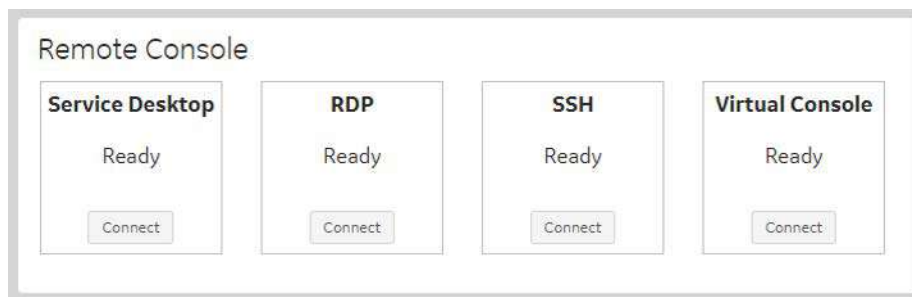 Remote Console
Service Desktop
Ready
Connect
RDP
Ready
Connect
SSH
Ready
Connect
Virtual Console
Ready
Connect